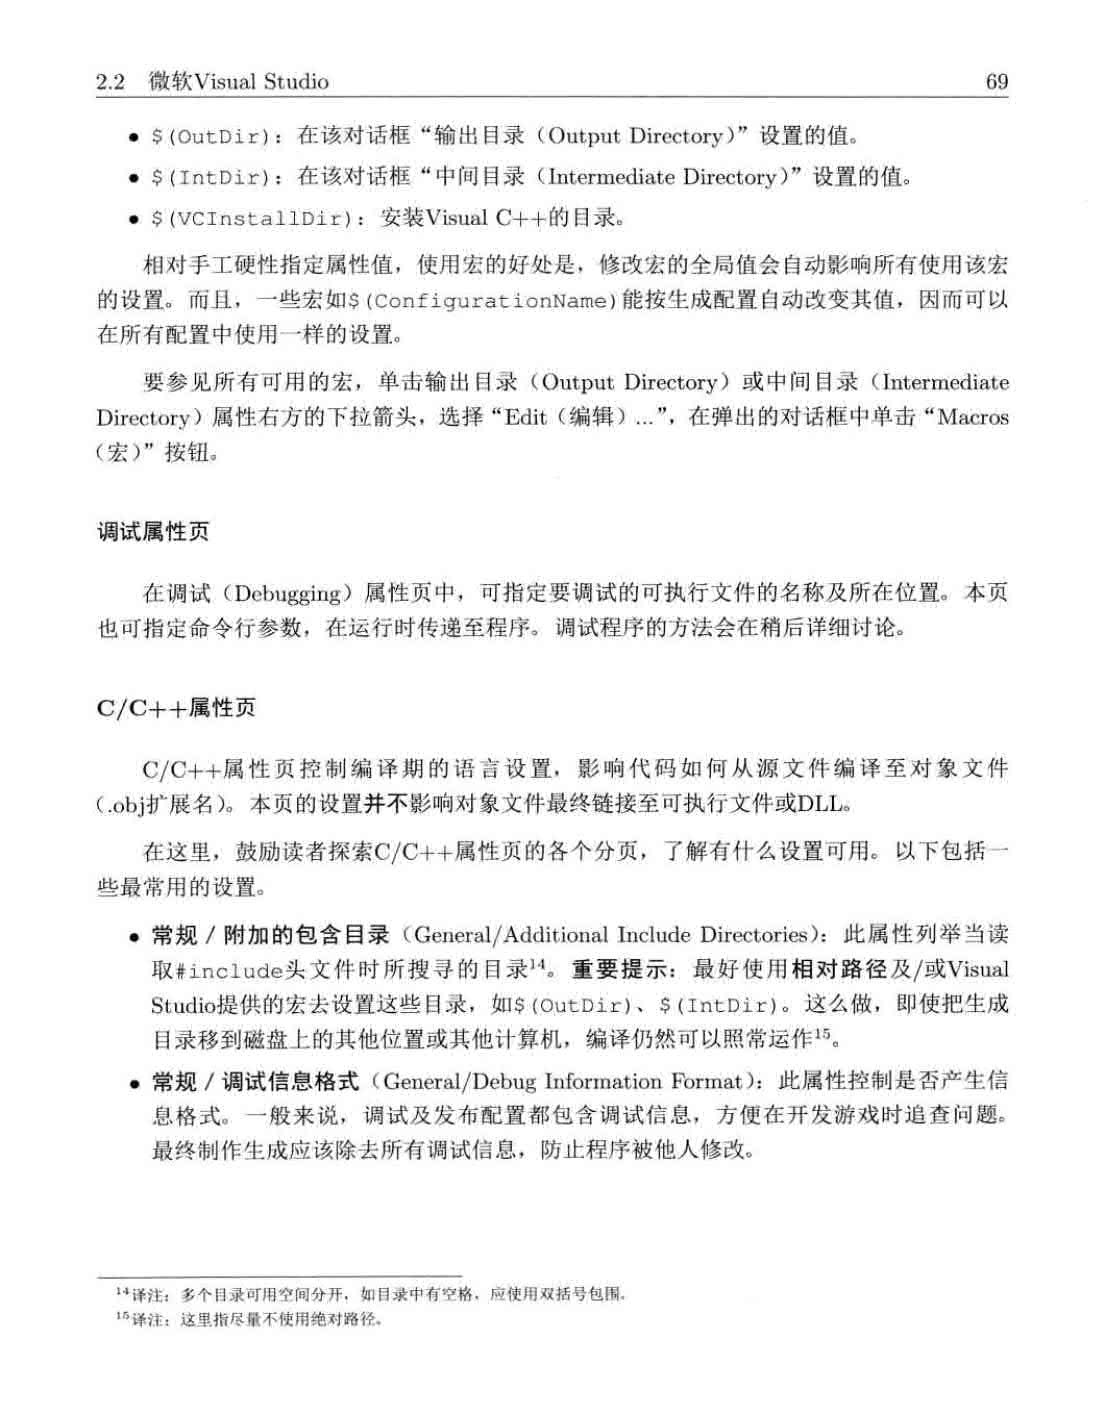 2.2 微软Visual Studio 69
• $(OutDir)：在该对话框“输出目录（Output Directory）”设置的值。
• $(IntDir)：在该对话框“中间目录（Intermediate Directory）”设置的值。
• $(VCInstallDir)：安装Visual C++的目录。
相对手工硬性指定属性值，使用宏的好处是，修改宏的全局值会自动影响所有使用该宏
的设置。而且，一些宏如$(ConfigurationName)能按生成配置自动改变其值，因而可以
在所有配置中使用一样的设置。
要参见所有可用的宏，单击输出目录（Output Directory）或中间目录（Intermediate
Directory）属性右方的下拉箭头，选择“Edit（编辑）...”，在弹出的对话框中单击“Macros
（宏）”按钮。
调试属性页
在调试（Debugging）属性页中，可指定要调试的可执行文件的名称及所在位置。本页
也可指定命令行参数，在运行时传递至程序。调试程序的方法会在稍后详细讨论。
C/C++属性页
C/C++属性页控制编译期的语言设置，影响代码如何从源文件编译至对象文件
（.obj扩展名）。本页的设置并不影响对象文件最终链接至可执行文件或DLL。
在这里，鼓励读者探索C/C++属性页的各个分页，了解有什么设置可用。以下包括一
些最常用的设置。
• 常规 / 附加的包含目录（General/Additional Include Directories）：此属性列举当读
取#include头文件时所搜寻的目录14。重要提示：最好使用相对路径及/或Visual
Studio提供的宏去设置这些目录，如$(OutDir)、$(IntDir)。这么做，即使把生成
目录移到磁盘上的其他位置或其他计算机，编译仍然可以照常运作15。
• 常规 / 调试信息格式（General/Debug Information Format）：此属性控制是否产生信
息格式。一般来说，调试及发布配置都包含调试信息，方便在开发游戏时追查问题。
最终制作生成应该除去所有调试信息，防止程序被他人修改。
14译注：多个目录可用空间分开，如目录中有空格，应使用双括号包围。
15译注：这里指尽量不使用绝对路径。